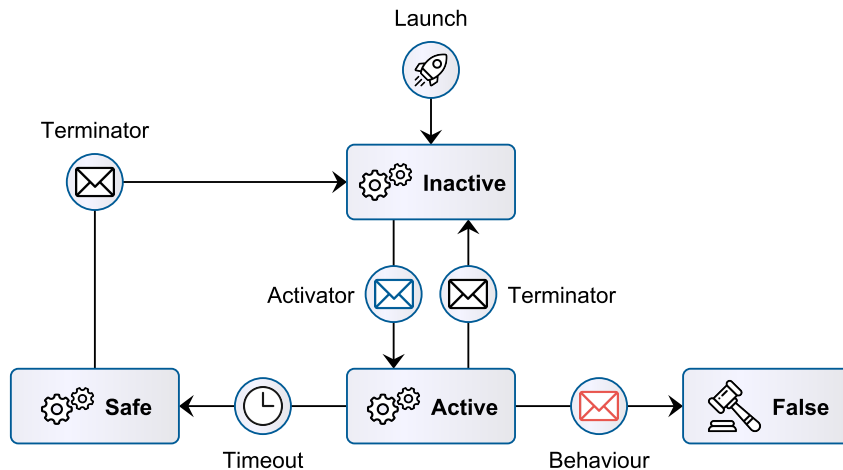 Launch
Terminator
Inactive
Activator
Terminator
Safe
Active
False
Timeout
Behaviour